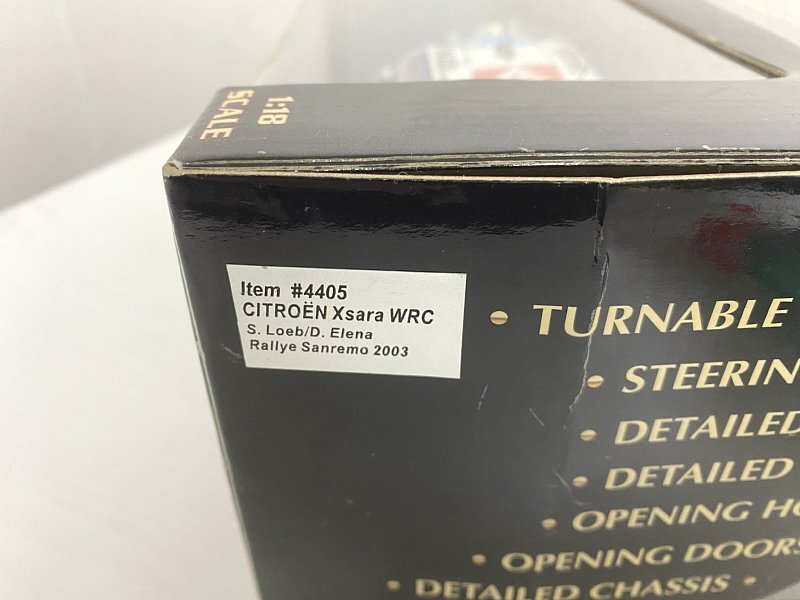 1:18
SCALE
Item #4405
CITROËN Xsara WRC
S. Loeb/D. Elena
Rallye Sanremo 2003
• TURNABLE
• STEERIN
• DETAILED
• DETAILED
• OPENING HO
• OPENING DOORS
• DETAILED CHASSIS •